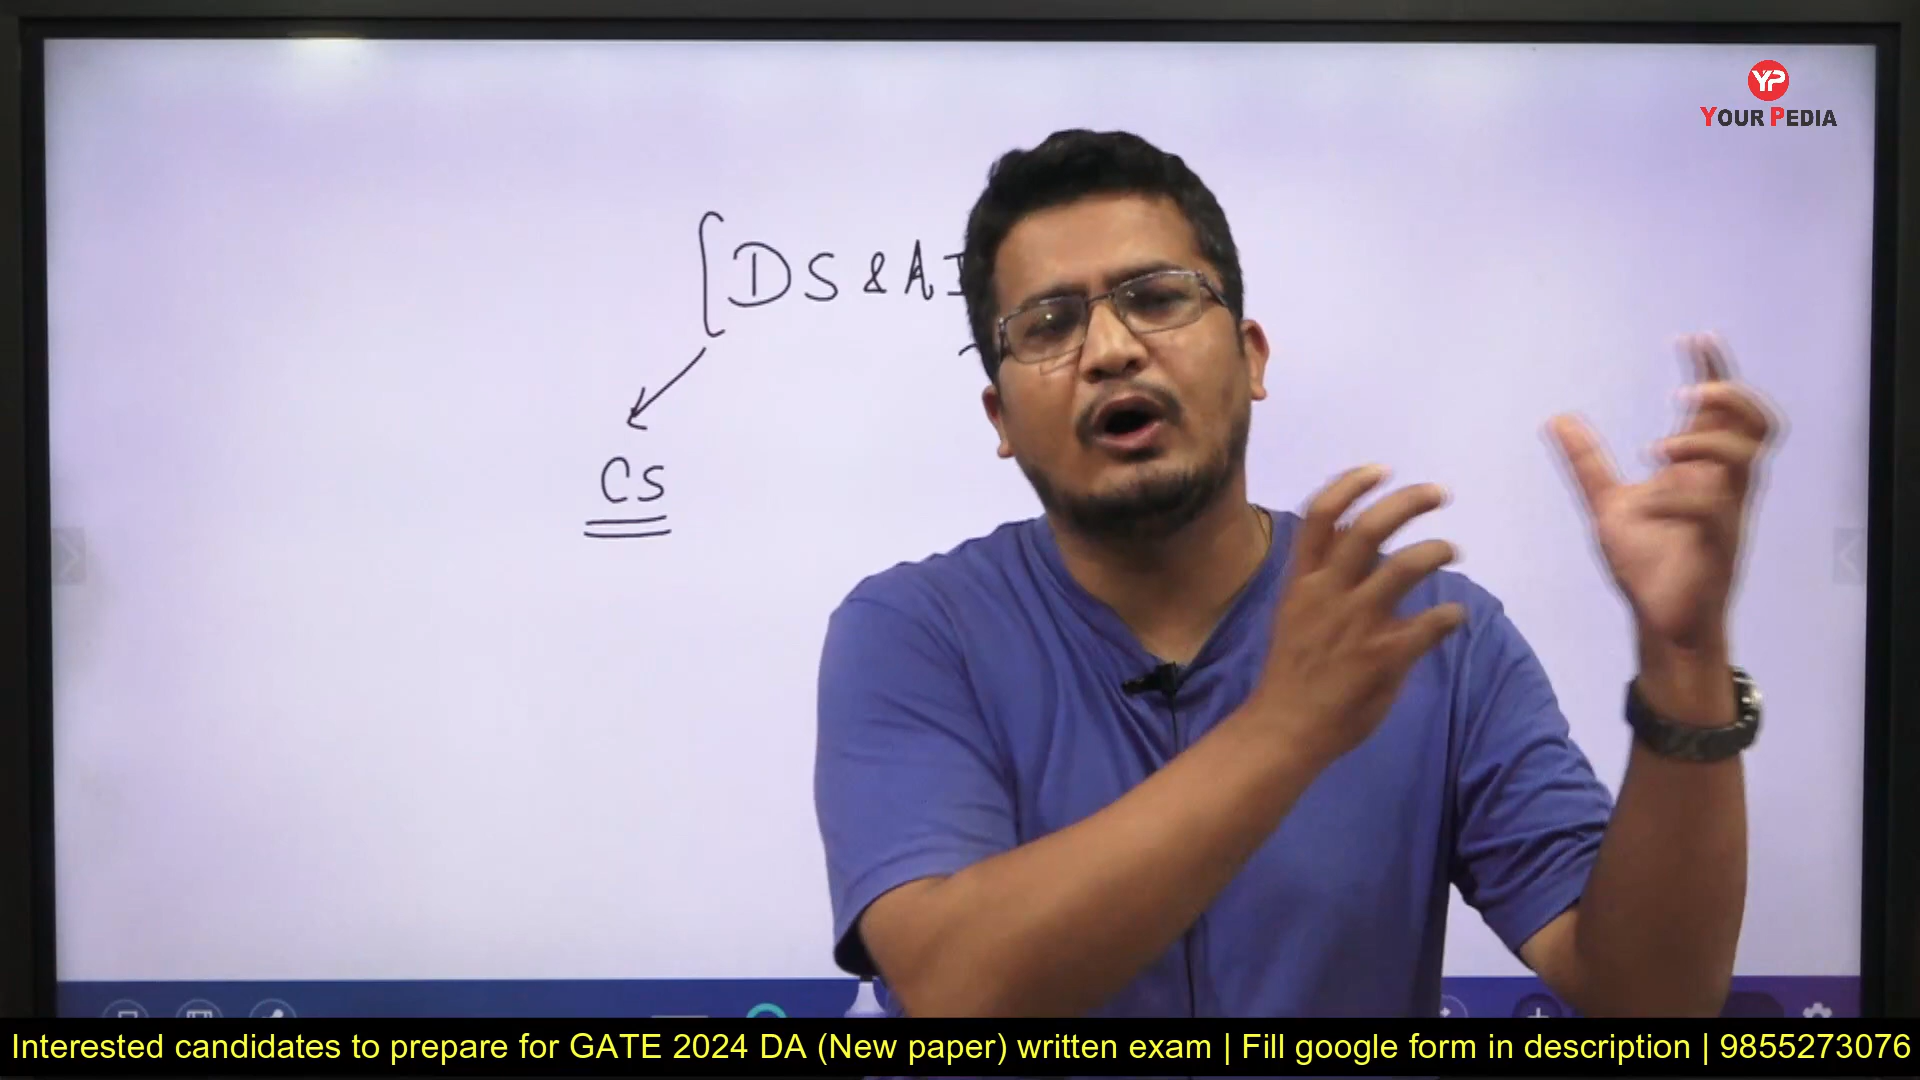 YP
YOUR PEDIA
DS & AI
CS
Interested candidates to prepare for GATE 2024 DA (New paper) written exam | Fill google form in description | 9855273076